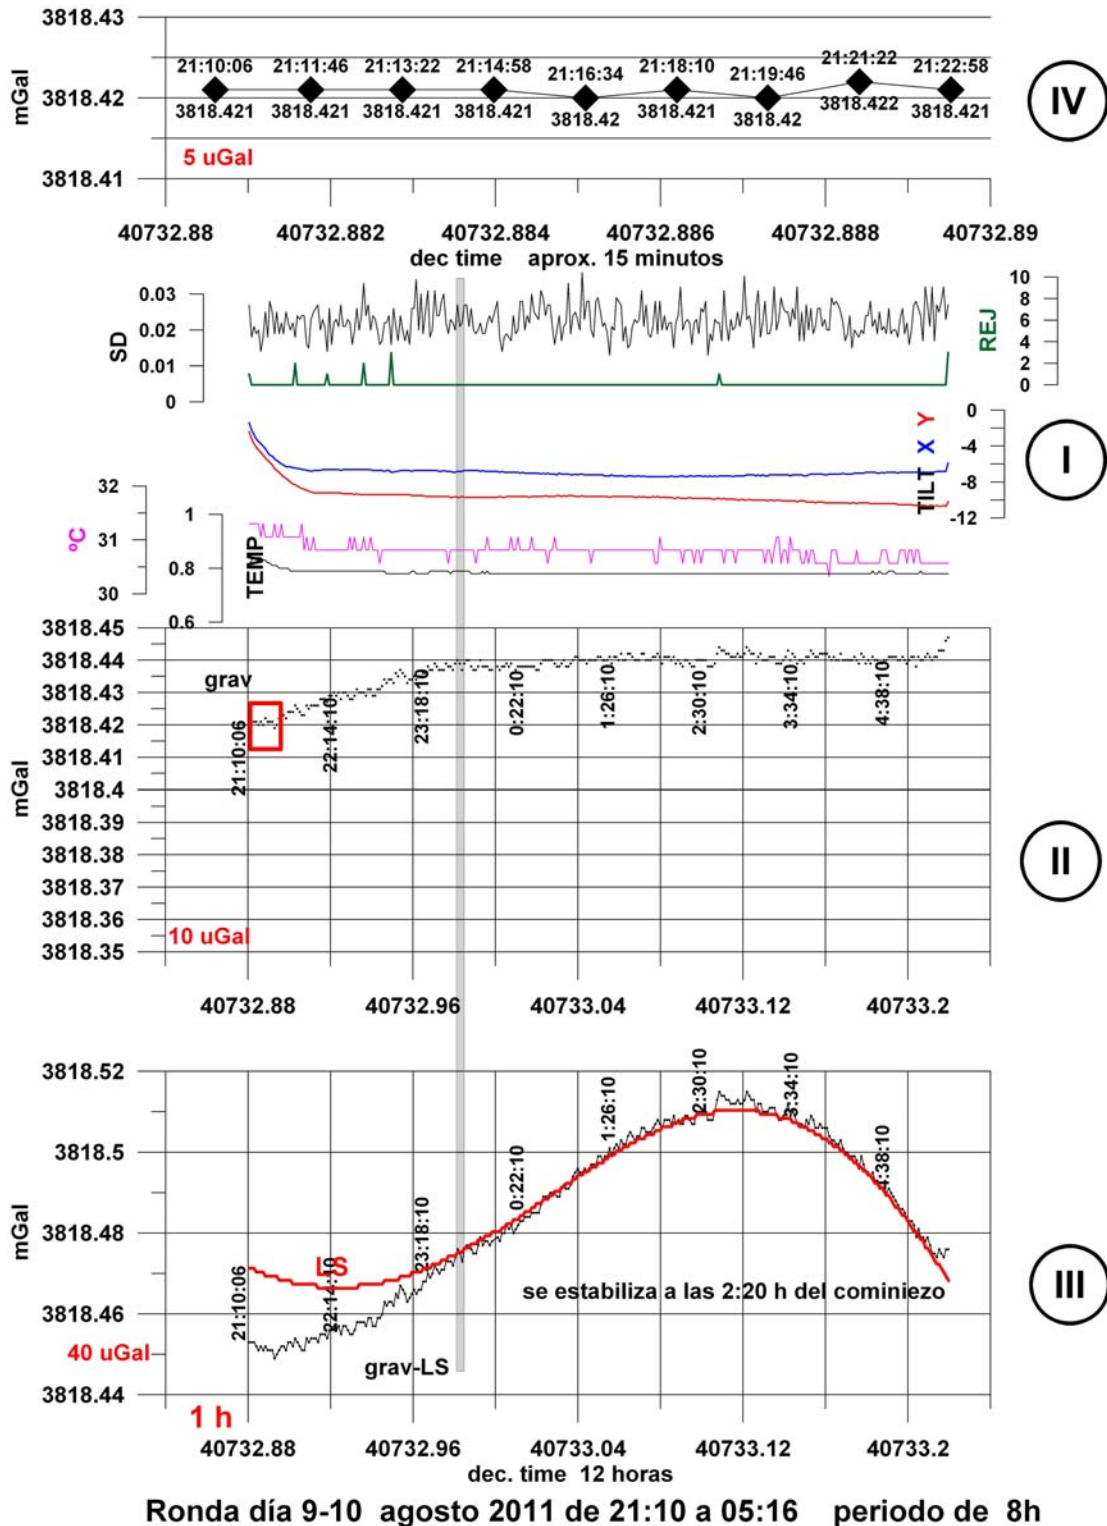 3818.43
mGal
3818.42
3818.41
21:10:06 21:11:46 21:13:22 21:14:58 21:16:34 21:18:10 21:19:46 21:21:22 21:22:58
3818.421 3818.421 3818.421 3818.421 3818.42 3818.421 3818.42 3818.422 3818.421
5 uGal
IV
40732.88 40732.882 40732.884 40732.886 40732.888 40732.89
dec time aprox. 15 minutos
SD
0.03
0.02
0.01
0
REJ
10
8
6
4
2
0
TILT X Y
0
-4
-8
-12
I
ºC
32
31
30
TEMP
1
0.8
0.6
mGal
3818.45
3818.44
3818.43
3818.42
3818.41
3818.4
3818.39
3818.38
3818.37
3818.36
3818.35
grav
21:10:06 22:14:10 23:18:10 0:22:10 1:26:10 2:30:10 3:34:10 4:38:10
10 uGal
II
40732.88 40732.96 40733.04 40733.12 40733.2
mGal
3818.52
3818.5
3818.48
3818.46
3818.44
21:10:06 22:14:10 23:18:10 0:22:10 1:26:10 2:30:10 3:34:10 4:38:10
LS
se estabiliza a las 2:20 h del cominiezo
40 uGal
grav-LS
III
1 h
40732.88 40732.96 40733.04 40733.12 40733.2
dec. time 12 horas
Ronda día 9-10 agosto 2011 de 21:10 a 05:16 periodo de 8h